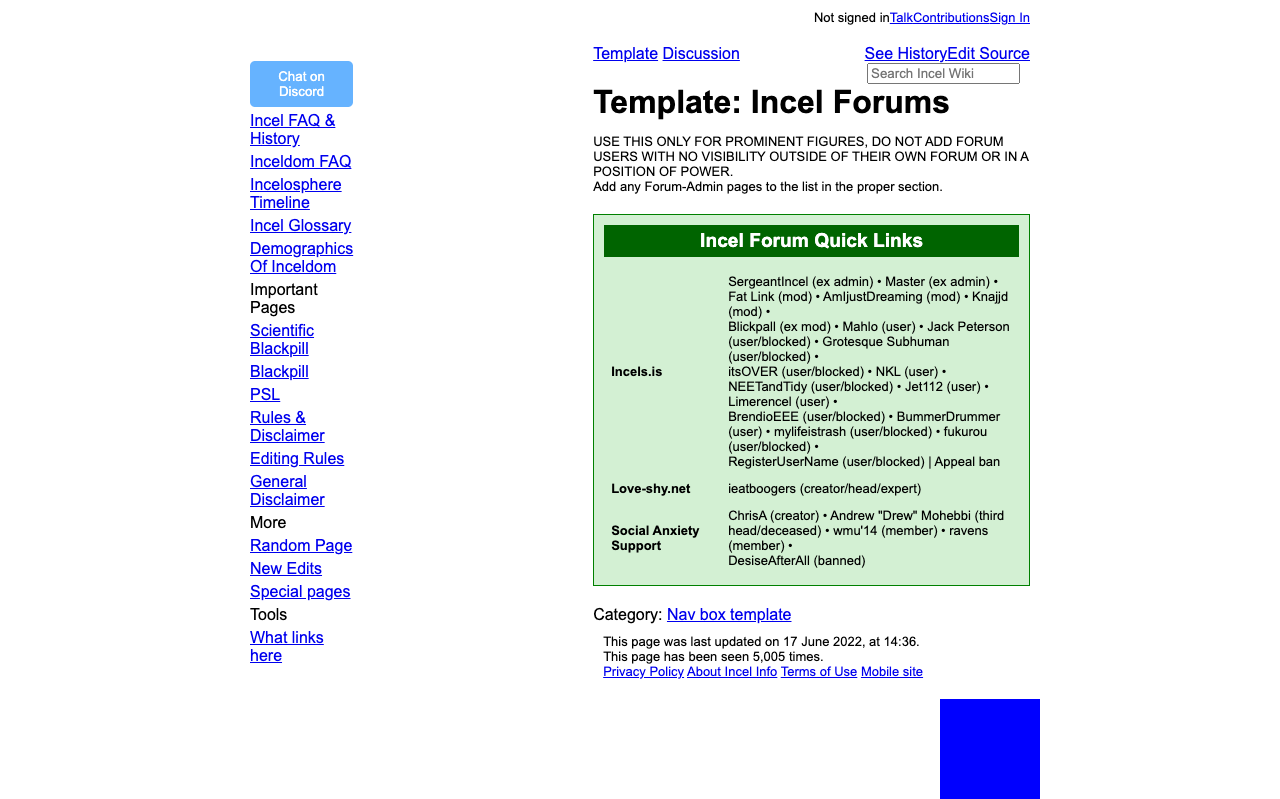 Not signed inTalkContributionsSign In
Template Discussion
See HistoryEdit Source
Search Incel Wiki
Chat on
Discord
Incel FAQ &
History
Inceldom FAQ
Incelosphere
Timeline
Incel Glossary
Demographics
Of Inceldom
Important
Pages
Scientific
Blackpill
Blackpill
PSL
Rules &
Disclaimer
Editing Rules
General
Disclaimer
More
Random Page
New Edits
Special pages
Tools
What links
here
Template: Incel Forums
USE THIS ONLY FOR PROMINENT FIGURES, DO NOT ADD FORUM
USERS WITH NO VISIBILITY OUTSIDE OF THEIR OWN FORUM OR IN A
POSITION OF POWER.
Add any Forum-Admin pages to the list in the proper section.
Incel Forum Quick Links
Incels.is
SergeantIncel (ex admin) • Master (ex admin) •
Fat Link (mod) • AmIjustDreaming (mod) • Knajjd
(mod) •
Blickpall (ex mod) • Mahlo (user) • Jack Peterson
(user/blocked) • Grotesque Subhuman
(user/blocked) •
itsOVER (user/blocked) • NKL (user) •
NEETandTidy (user/blocked) • Jet112 (user) •
Limerencel (user) •
BrendioEEE (user/blocked) • BummerDrummer
(user) • mylifeistrash (user/blocked) • fukurou
(user/blocked) •
RegisterUserName (user/blocked) | Appeal ban
Love-shy.net
ieatboogers (creator/head/expert)
Social Anxiety
Support
ChrisA (creator) • Andrew "Drew" Mohebbi (third
head/deceased) • wmu'14 (member) • ravens
(member) •
DesiseAfterAll (banned)
Category: Nav box template
This page was last updated on 17 June 2022, at 14:36.
This page has been seen 5,005 times.
Privacy Policy About Incel Info Terms of Use Mobile site